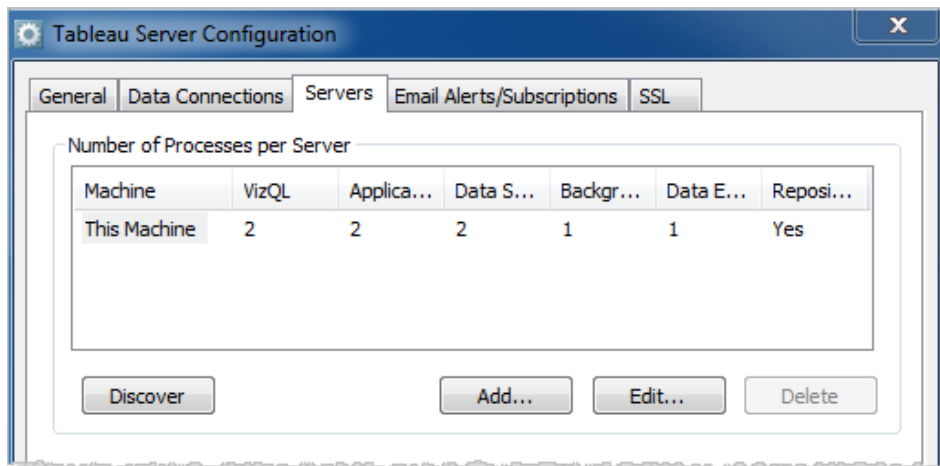 Tableau Server Configuration
General Data Connections Servers Email Alerts/Subscriptions SSL
Number of Processes per Server
Machine VizQL Applica... Data S... Backgr... Data E... Reposi...
This Machine 2 2 2 1 1 Yes
Discover Add... Edit... Delete